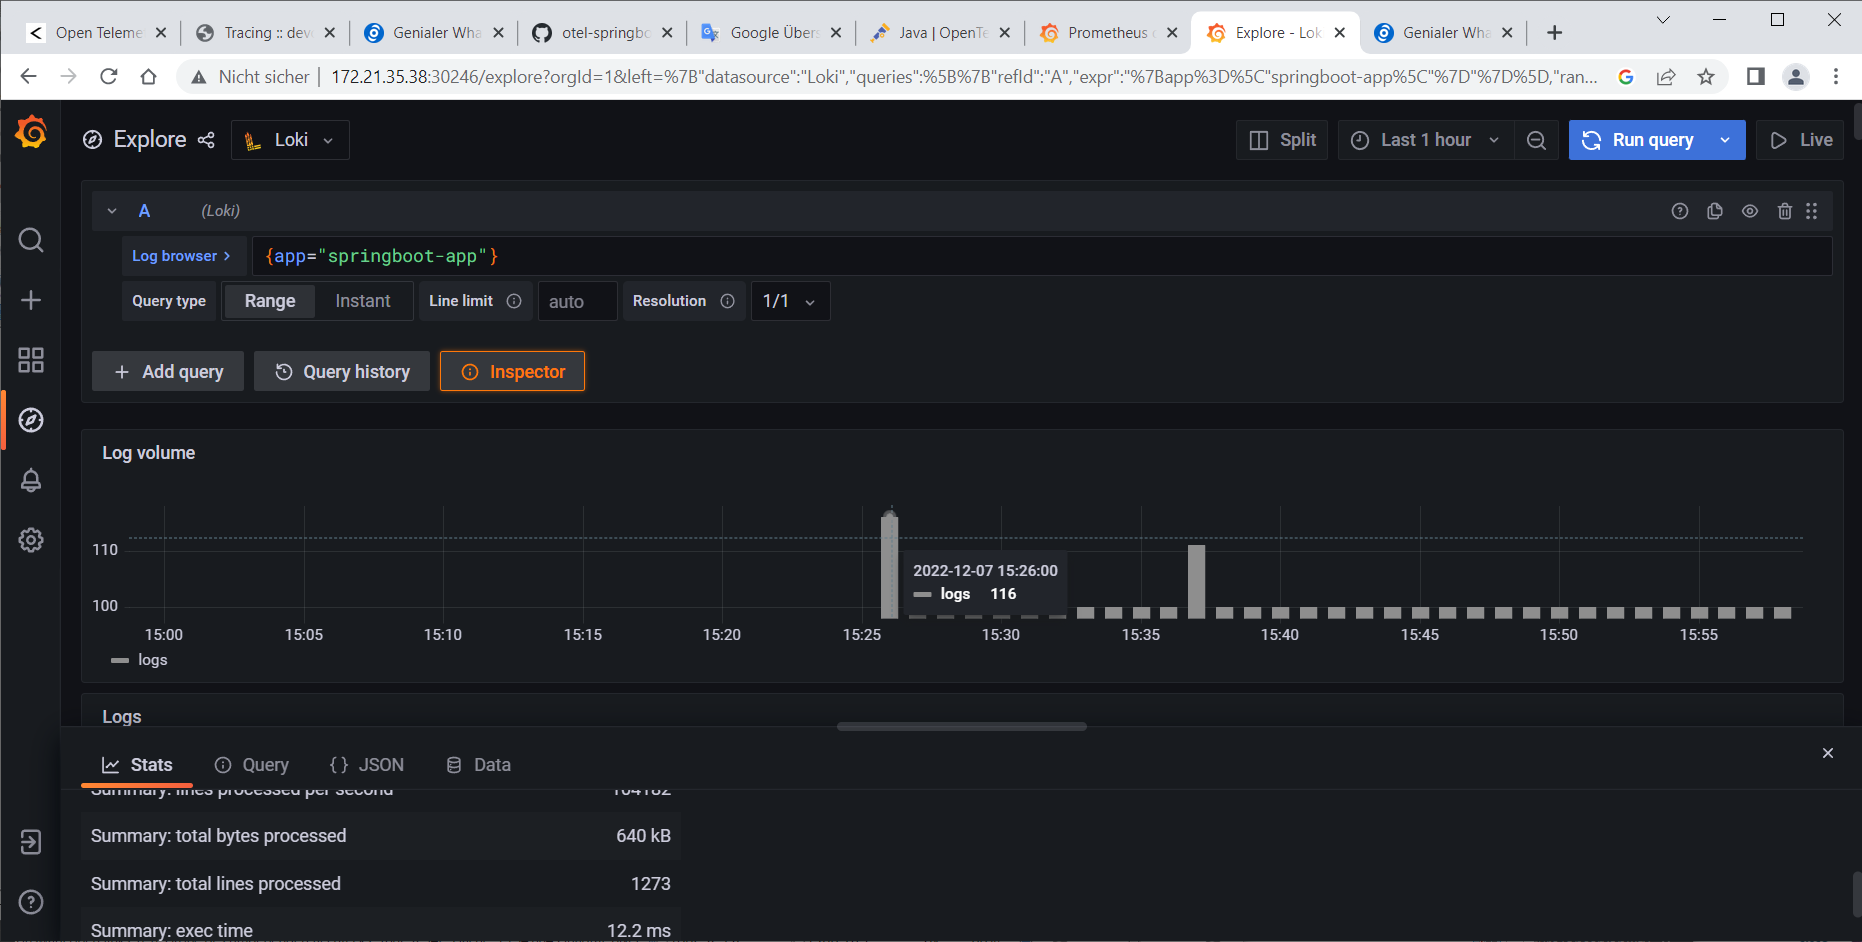 Open Teleme
Tracing :: deve
Genialer Wha
otel-springbo
Google Übers
Java | OpenTe
Prometheus
Explore - Lok
Genialer Wha
Nicht sicher | 172.21.35.38:30246/explore?orgId=1&left=%7B"datasource":"Loki","queries":%5B%7B"refId":"A","expr":"%7Bapp%3D%5C"springboot-app%5C"%7D"%7D%5D,"ran...
Explore
Loki
Split
Last 1 hour
Run query
Live
A (Loki)
Log browser >
{app="springboot-app"}
Query type
Range
Instant
Line limit
auto
Resolution
1/1
+ Add query
Query history
Inspector
Log volume
110
100
2022-12-07 15:26:00
logs 116
15:00 15:05 15:10 15:15 15:20 15:25 15:30 15:35 15:40 15:45 15:50 15:55
logs
Logs
Stats
Query
{} JSON
Data
Summary: lines processed per second 104182
Summary: total bytes processed 640 kB
Summary: total lines processed 1273
Summary: exec time 12.2 ms